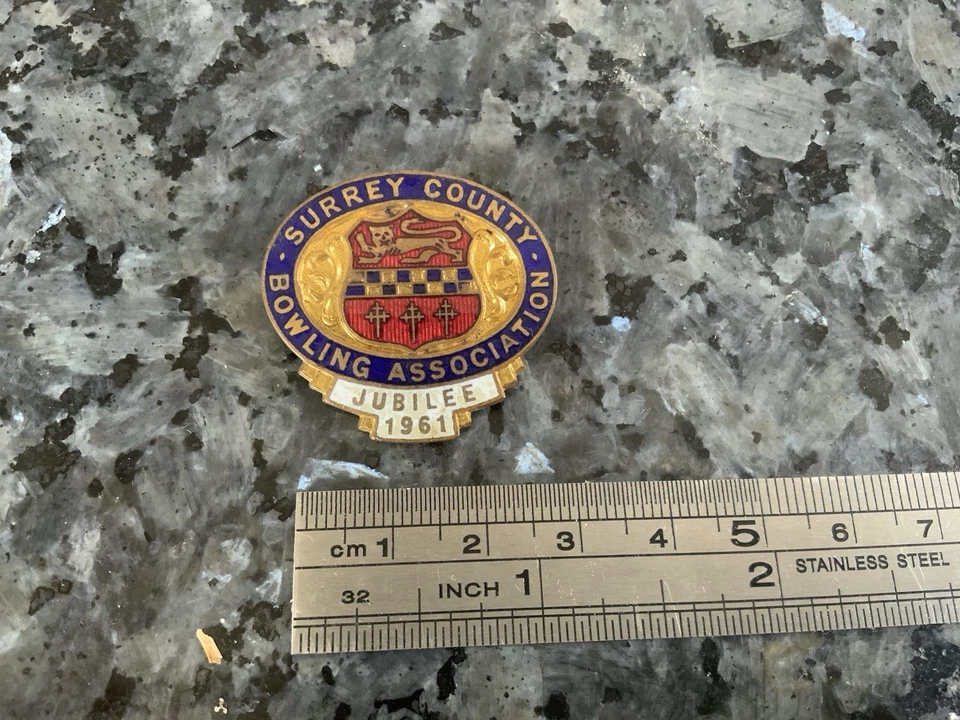 SURREY COUNTY
BOWLING ASSOCIATION
JUBILEE
1961
cm 1 2 3 4 5 6 7
32 INCH 1 2 STAINLESS STEEL